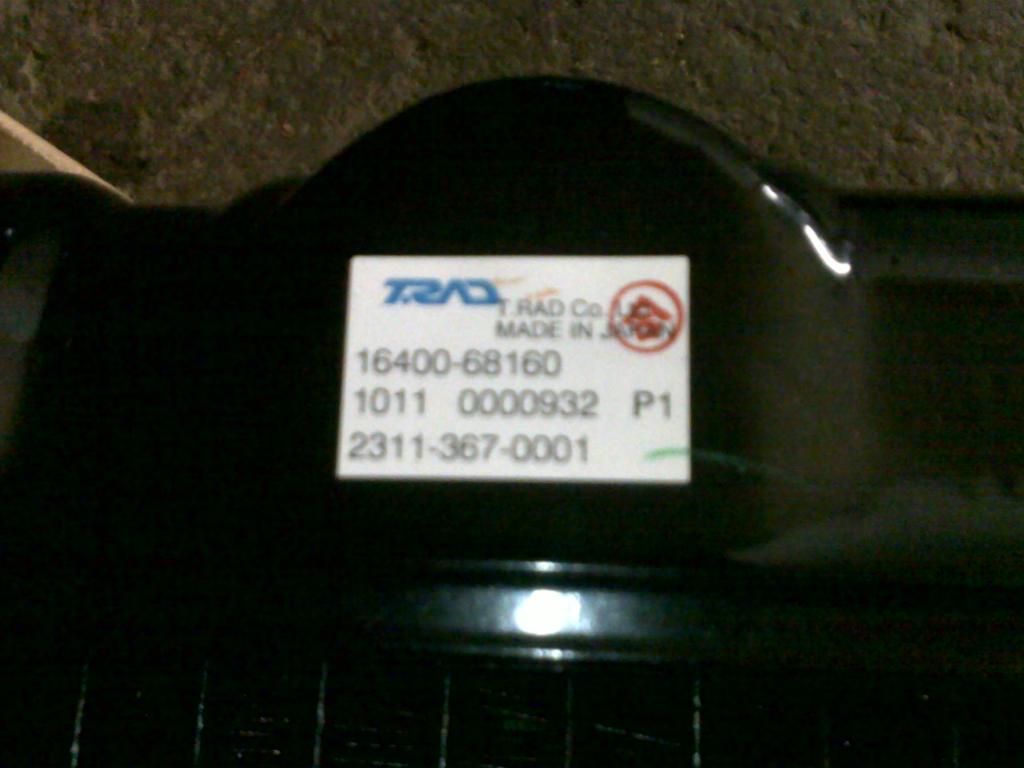 T.RAD
T.RAD Co., Ltd.
MADE IN JAPAN
16400-68160
1011 0000932 P1
2311-367-0001